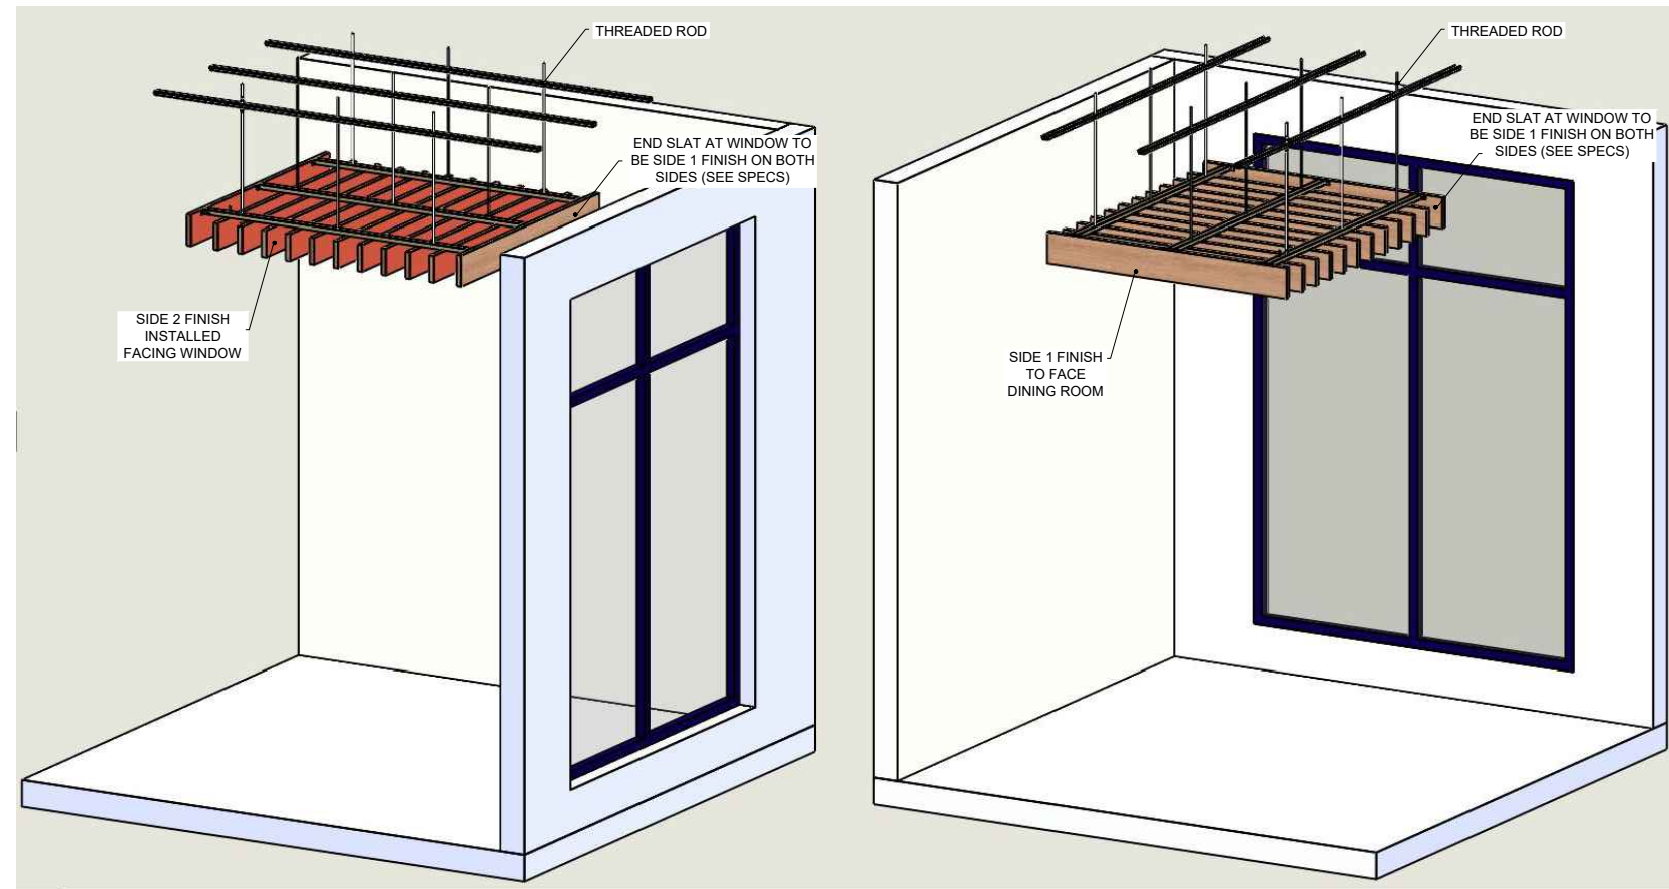 THREADED ROD
END SLAT AT WINDOW TO
BE SIDE 1 FINISH ON BOTH
SIDES (SEE SPECS)
SIDE 2 FINISH
INSTALLED
FACING WINDOW
THREADED ROD
END SLAT AT WINDOW TO
BE SIDE 1 FINISH ON BOTH
SIDES (SEE SPECS)
SIDE 1 FINISH
TO FACE
DINING ROOM